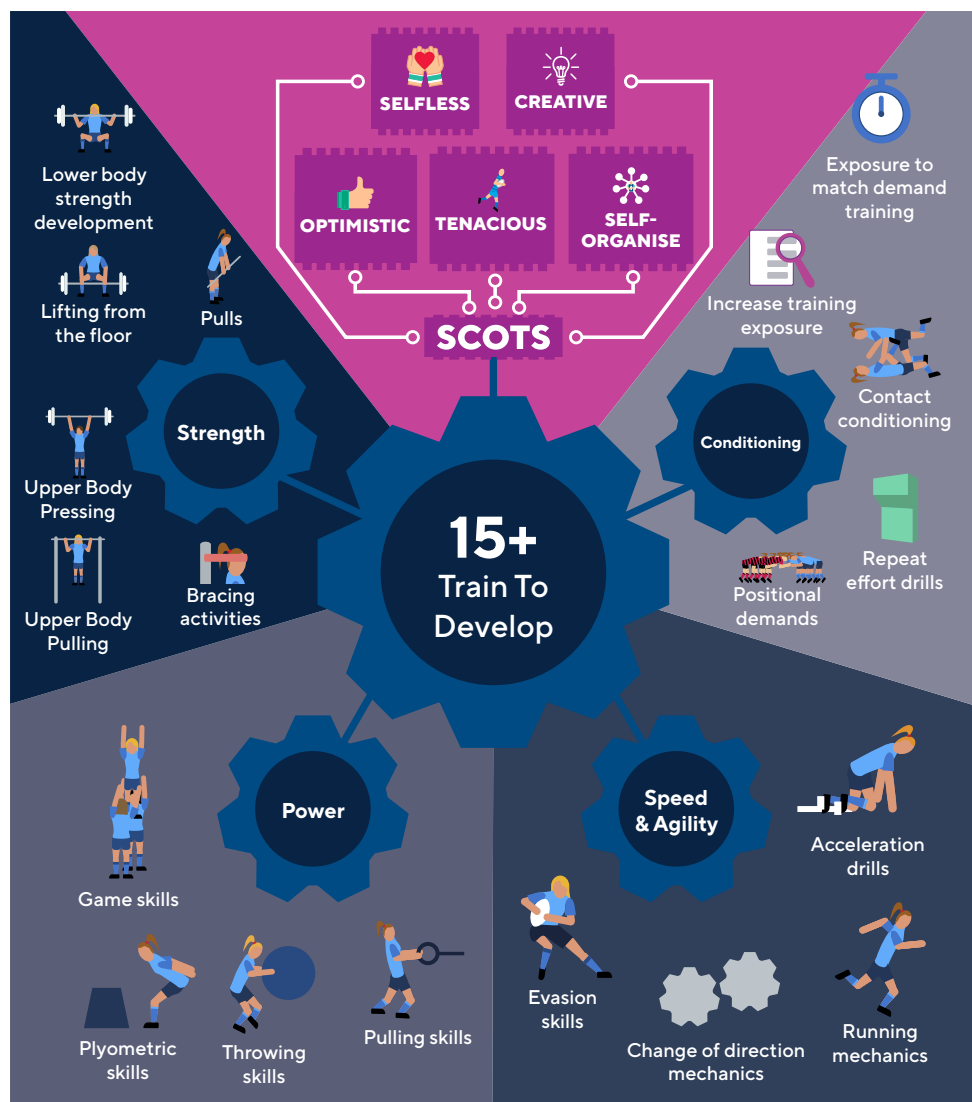 SELFLESS
CREATIVE
OPTIMISTIC
TENACIOUS
SELF-
ORGANISE
SCOTS
Lower body
strength
development
Lifting from
the floor
Pulls
Strength
Upper Body
Pressing
Upper Body
Pulling
Bracing
activities
Exposure to
match demand
training
Increase training
exposure
Contact
conditioning
Conditioning
Repeat
effort drills
Positional
demands
15+
Train To
Develop
Power
Game skills
Plyometric
skills
Throwing
skills
Pulling skills
Speed
& Agility
Acceleration
drills
Evasion
skills
Change of direction
mechanics
Running
mechanics